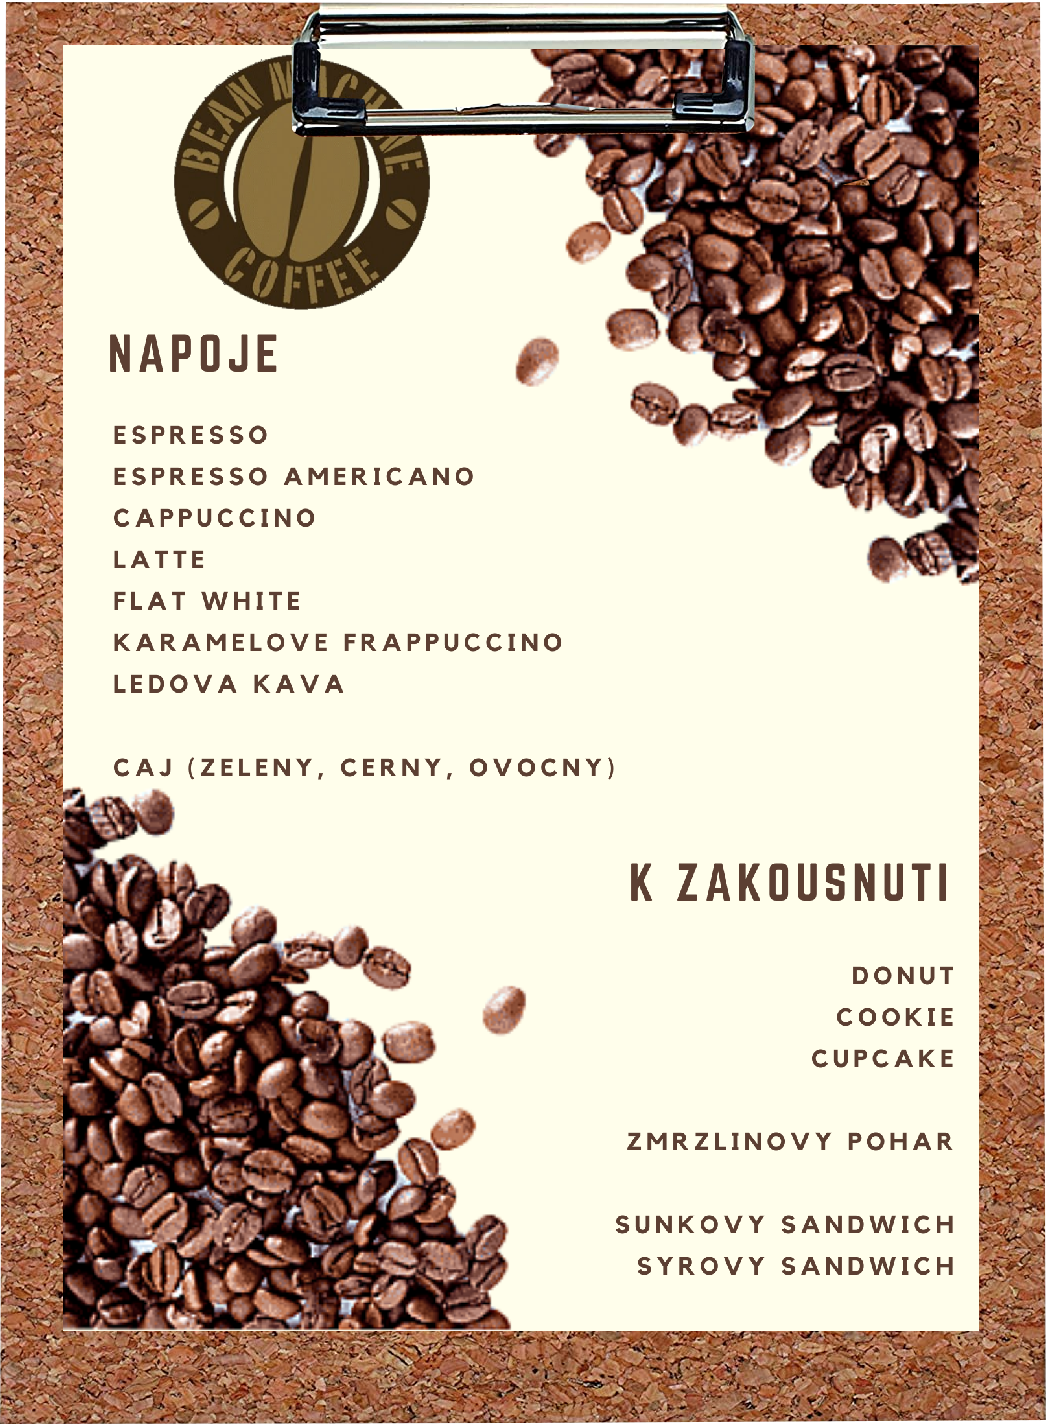 BEAN MACHINE
COFFEE
NAPOJE
ESPRESSO
ESPRESSO AMERICANO
CAPPUCCINO
LATTE
FLAT WHITE
KARAMELOVE FRAPPUCCINO
LEDOVA KAVA
CAJ (ZELENY, CERNY, OVOCNY)
K ZAKOUSNUTI
DONUT
COOKIE
CUPCAKE
ZMRZLINOVY POHAR
SUNKOVY SANDWICH
SYROVY SANDWICH